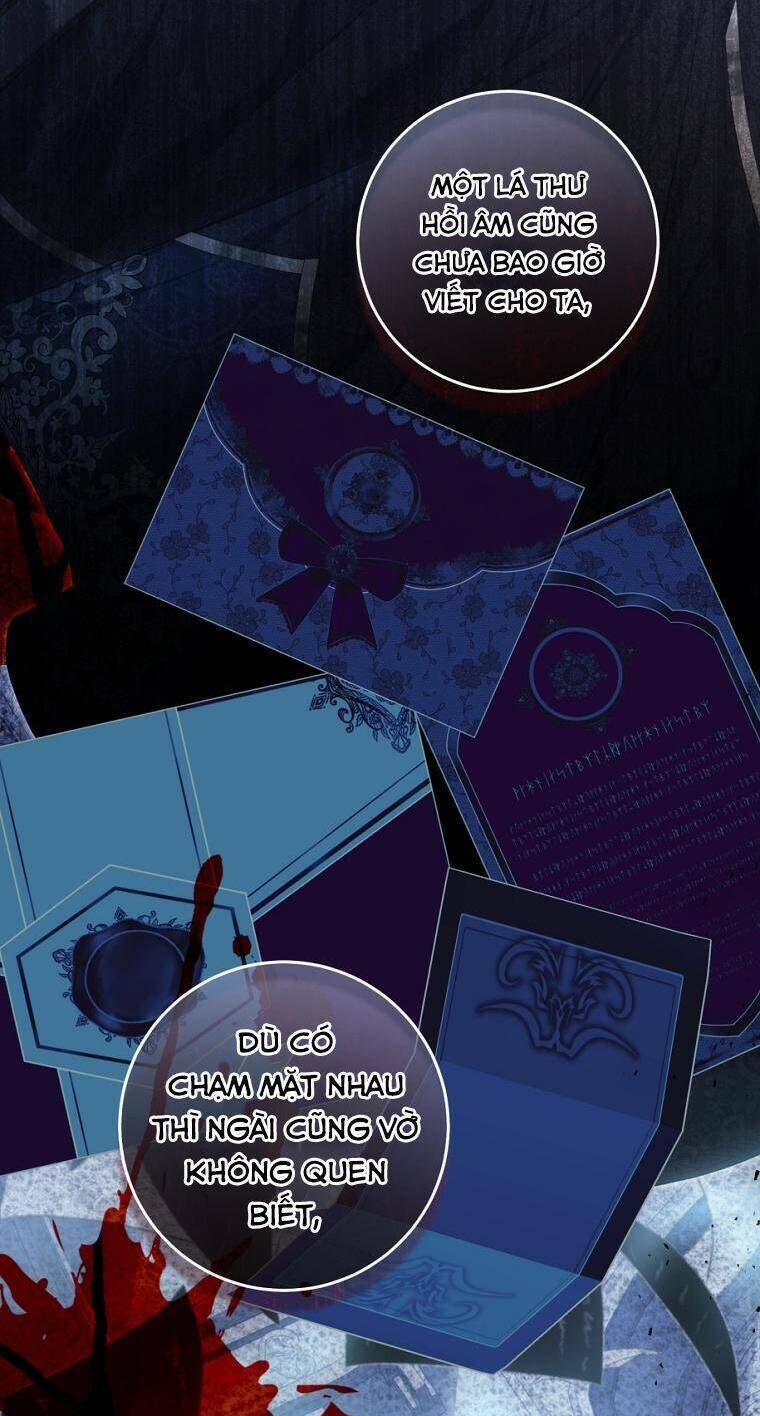 MỘT LÁ THƯ
HỒI ÂM CŨNG
CHƯA BAO GIỜ
VIẾT CHO TA,
DÙ CÓ
CHẠM MẶT NHAU
THÌ NGÀI CŨNG VỜ
KHÔNG QUEN
BIẾT,